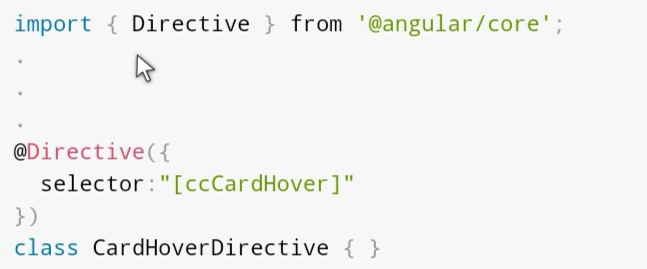 import { Directive } from '@angular/core';
.
.
.
@Directive({
  selector:"[ccCardHover]"
})
class CardHoverDirective { }